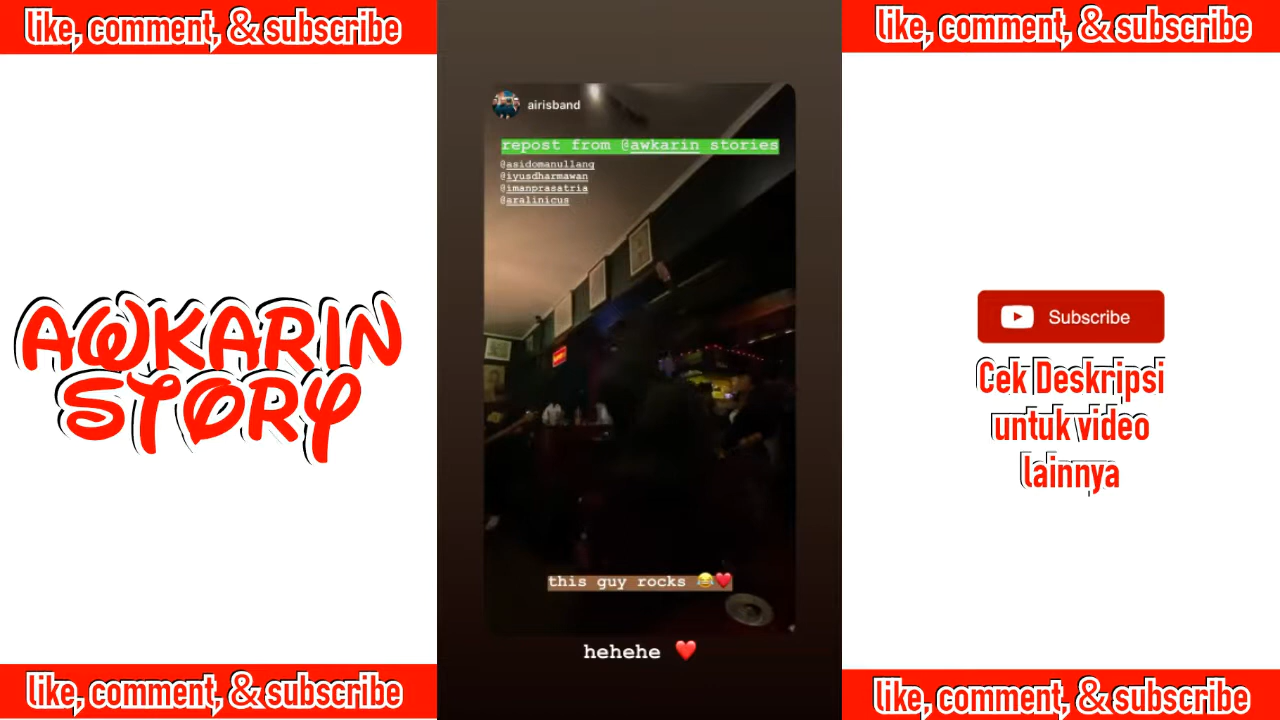 like, comment, & subscribe
AWKARIN
STORY
like, comment, & subscribe
airisband
repost from @awkarin stories
@asidomanullang
@iyusdharmawan
@imanprasatria
@aralinicus
this guy rocks 😂❤️
hehehe ❤️
like, comment, & subscribe
Subscribe
Cek Deskripsi
untuk video
lainnya
like, comment, & subscribe